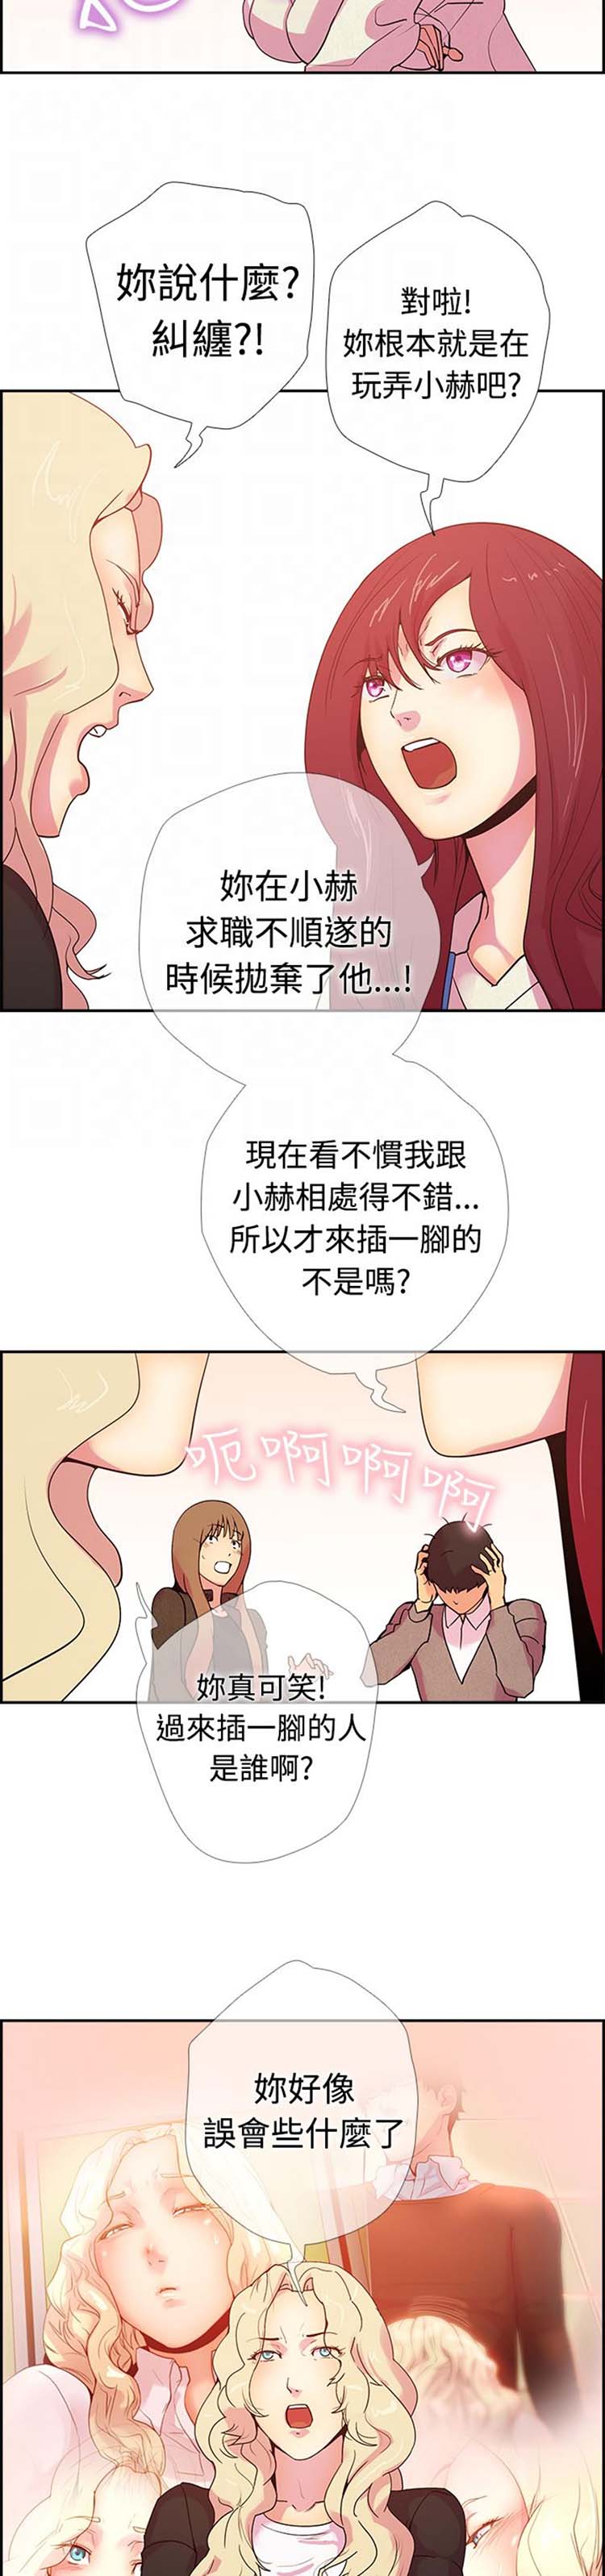 妳說什麼?
糾纏?!
對啦!
妳根本就是在
玩弄小赫吧?
妳在小赫
求職不順遂的
時候拋棄了他...!
現在看不慣我跟
小赫相處得不錯...
所以才來插一腳的
不是嗎?
呃啊啊啊
妳真可笑!
過來插一腳的人
是誰啊?
妳好像
誤會些什麼了